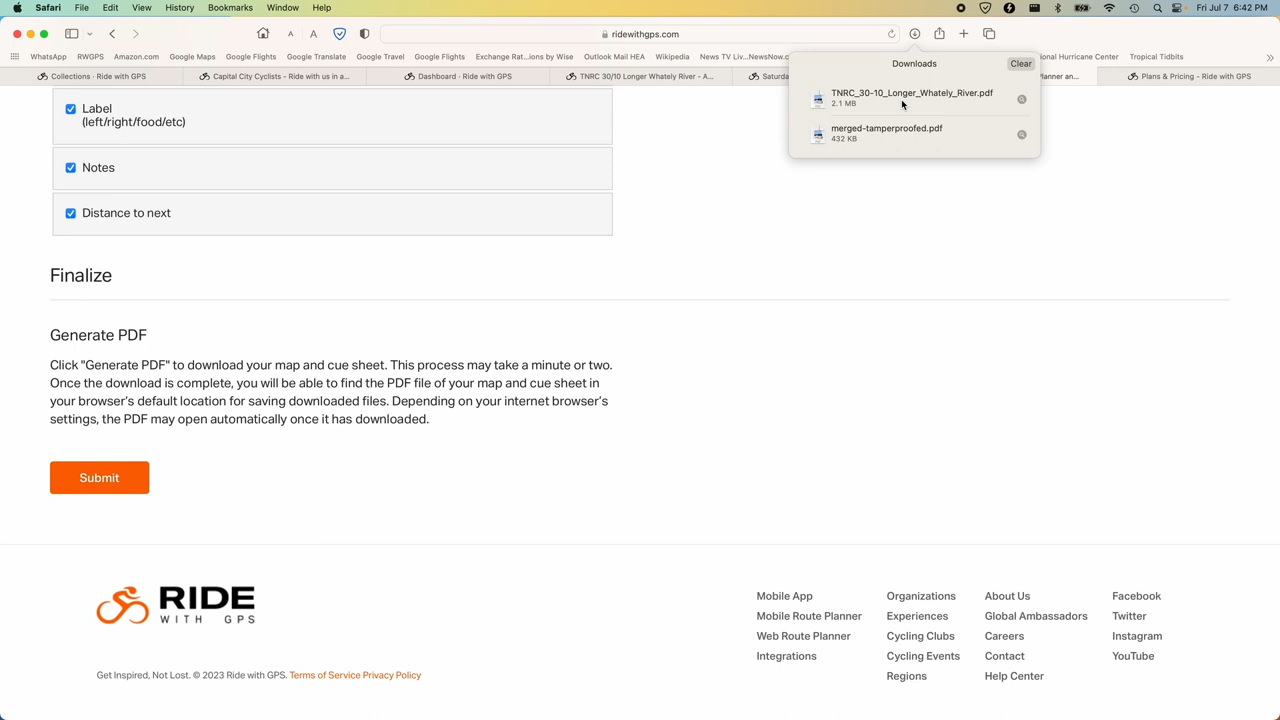 Safari File Edit View History Bookmarks Window Help
Fri Jul 7 6:42 PM
A A
ridewithgps.com
WhatsApp RWGPS Amazon.com Google Maps Google Flights Google Translate Google Travel Google Flights Exchange Rat...ions by Wise Outlook Mail HEA Wikipedia News TV Liv...NewsNow.c
ional Hurricane Center Tropical Tidbits
Collections · Ride with GPS
Capital City Cyclists - Ride with us in a...
Dashboard · Ride with GPS
TNRC 30/10 Longer Whately River - A...
Saturda
Planner an...
Plans & Pricing - Ride with GPS
Downloads
Clear
TNRC_30-10_Longer_Whately_River.pdf
2.1 MB
merged-tamperproofed.pdf
432 KB
Label
(left/right/food/etc)
Notes
Distance to next
Finalize
Generate PDF
Click "Generate PDF" to download your map and cue sheet. This process may take a minute or two.
Once the download is complete, you will be able to find the PDF file of your map and cue sheet in
your browser's default location for saving downloaded files. Depending on your internet browser's
settings, the PDF may open automatically once it has downloaded.
Submit
RIDE
WITH GPS
Get Inspired, Not Lost. © 2023 Ride with GPS. Terms of Service Privacy Policy
Mobile App
Mobile Route Planner
Web Route Planner
Integrations
Organizations
Experiences
Cycling Clubs
Cycling Events
Regions
About Us
Global Ambassadors
Careers
Contact
Help Center
Facebook
Twitter
Instagram
YouTube